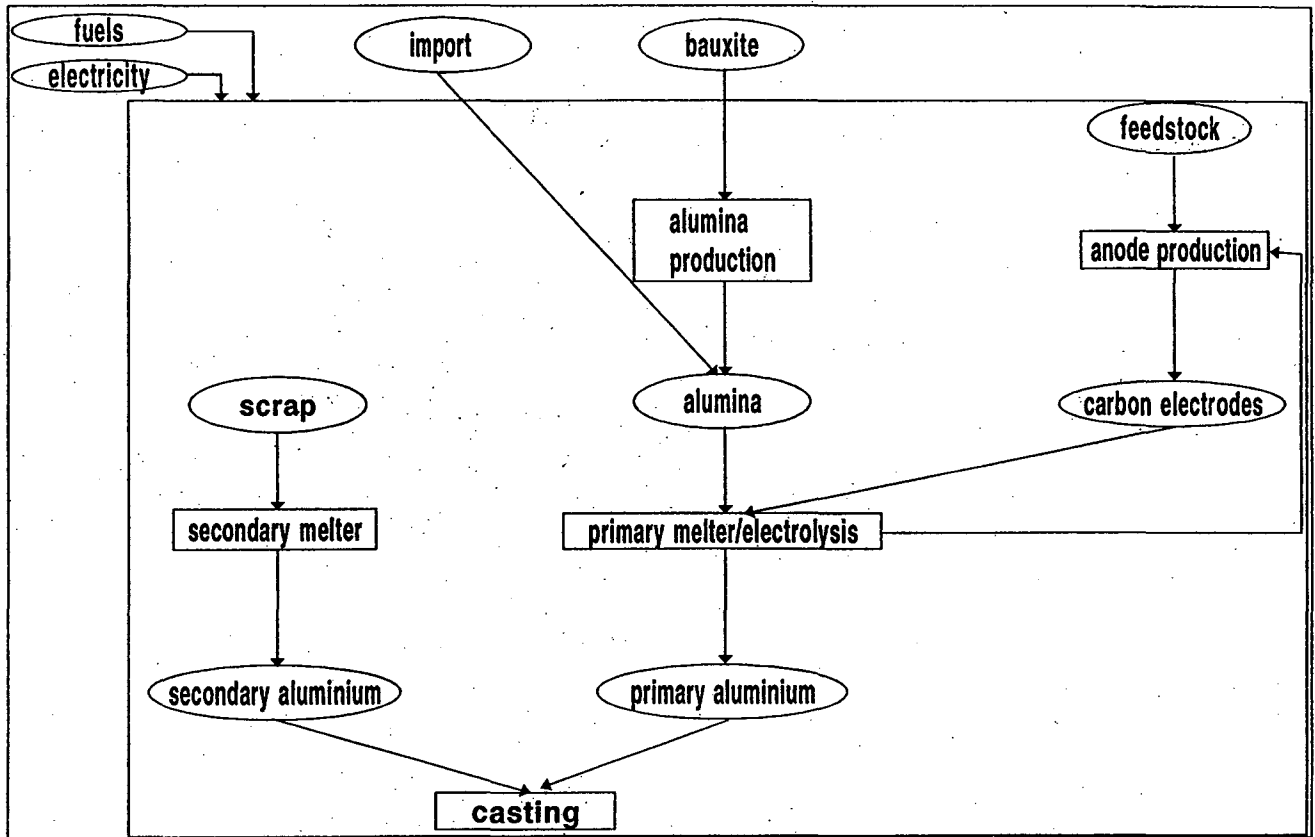 fuels
import
bauxite
electricity
feedstock
alumina
production
anode production
scrap
alumina
carbon electrodes
secondary melter
primary melter/electrolysis
secondary aluminium
primary aluminium
casting